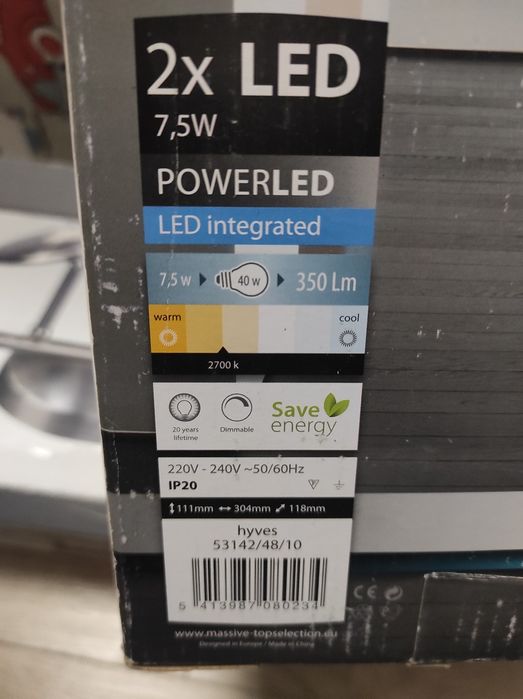 2x LED
7,5W
POWERLED
LED integrated
7,5 w 40 w 350 Lm
warm cool
2700 k
20 years
lifetime
Dimmable
Save
energy
220V - 240V ~50/60Hz
IP20
111mm 304mm 118mm
hyves
53142/48/10
5 413987 080234
www.massive-topselection.eu
Designed in Europe / Made in China
CE